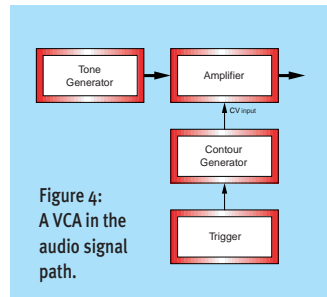 Tone
Generator
Amplifier
CV input
Contour
Generator
Trigger
Figure 4:
A VCA in the
audio signal
path.